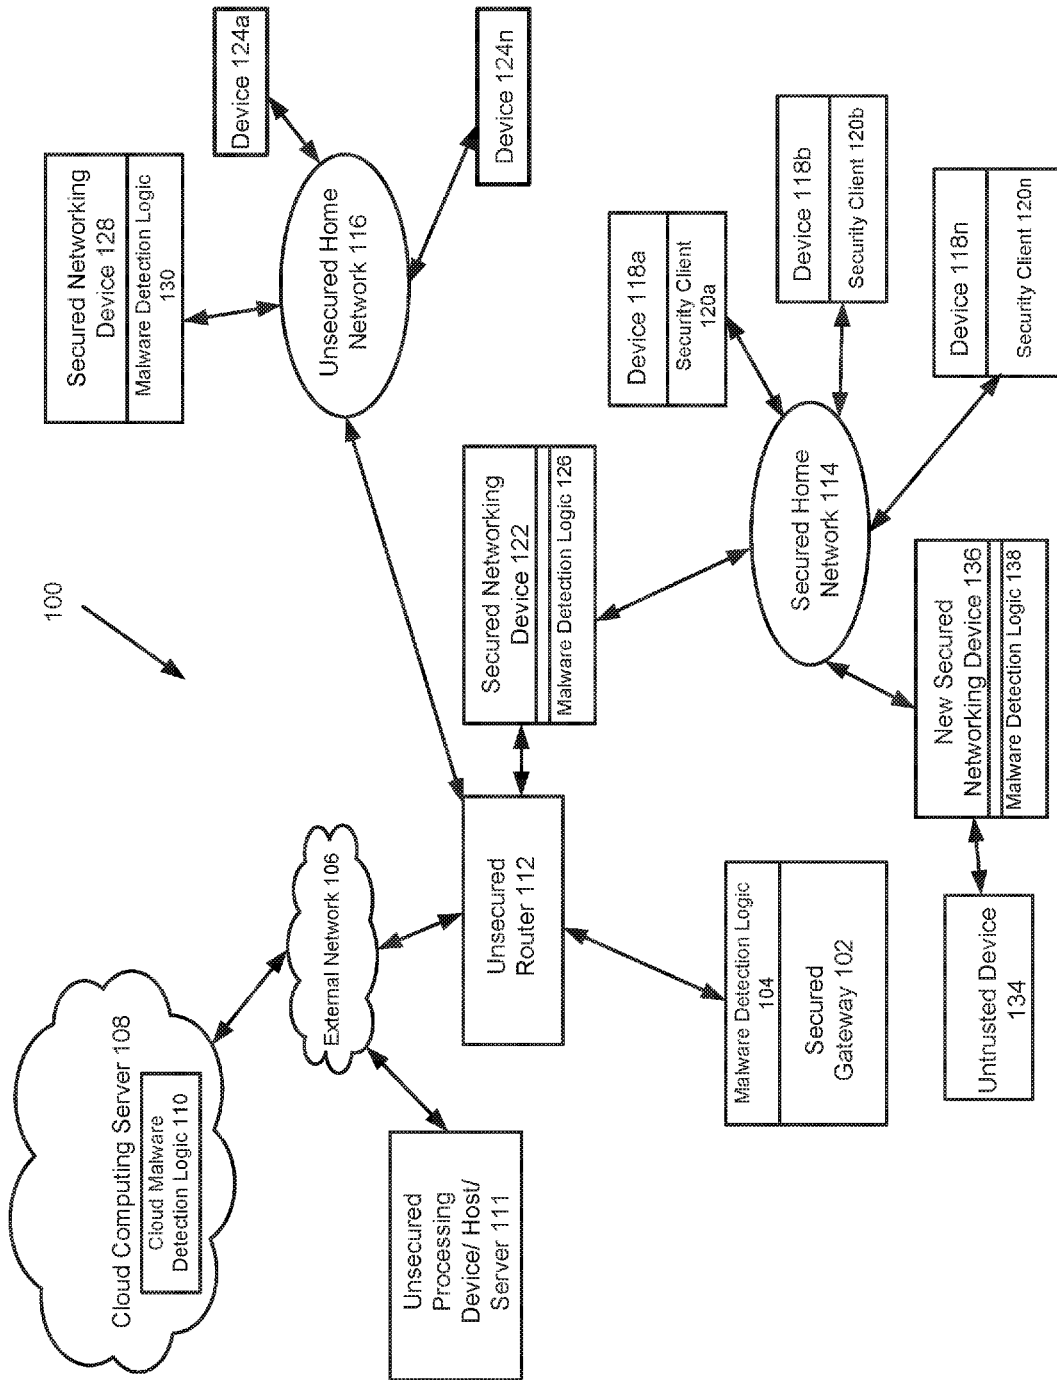 100
Cloud Computing Server 108
Cloud Malware
Detection Logic 110
External Network 106
Unsecured
Processing
Device/ Host/
Server 111
Unsecured
Router 112
Malware Detection Logic
104
Secured
Gateway 102
Secured Networking
Device 128
Malware Detection Logic
130
Device 124a
Unsecured Home
Network 116
Device 124n
Secured Networking
Device 122
Malware Detection Logic 126
Device 118a
Security Client
120a
Device 118b
Security Client 120b
Secured Home
Network 114
Device 118n
Security Client 120n
New Secured
Networking Device 136
Malware Detection Logic 138
Untrusted Device
134